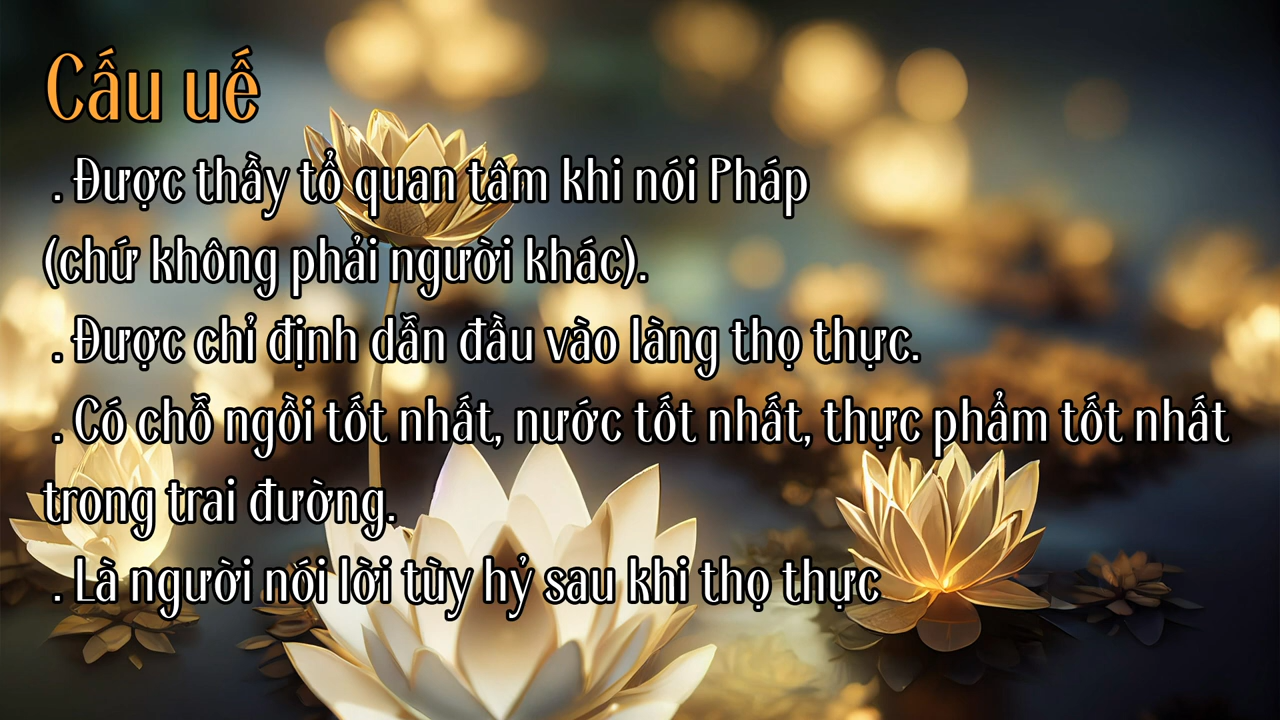 Cấu uế
. Được thầy tổ quan tâm khi nói Pháp
(chứ không phải người khác).
. Được chỉ định dẫn đầu vào làng thọ thực.
. Có chỗ ngồi tốt nhất, nước tốt nhất, thực phẩm tốt nhất
trong trai đường.
. Là người nói lời tùy hỷ sau khi thọ thực